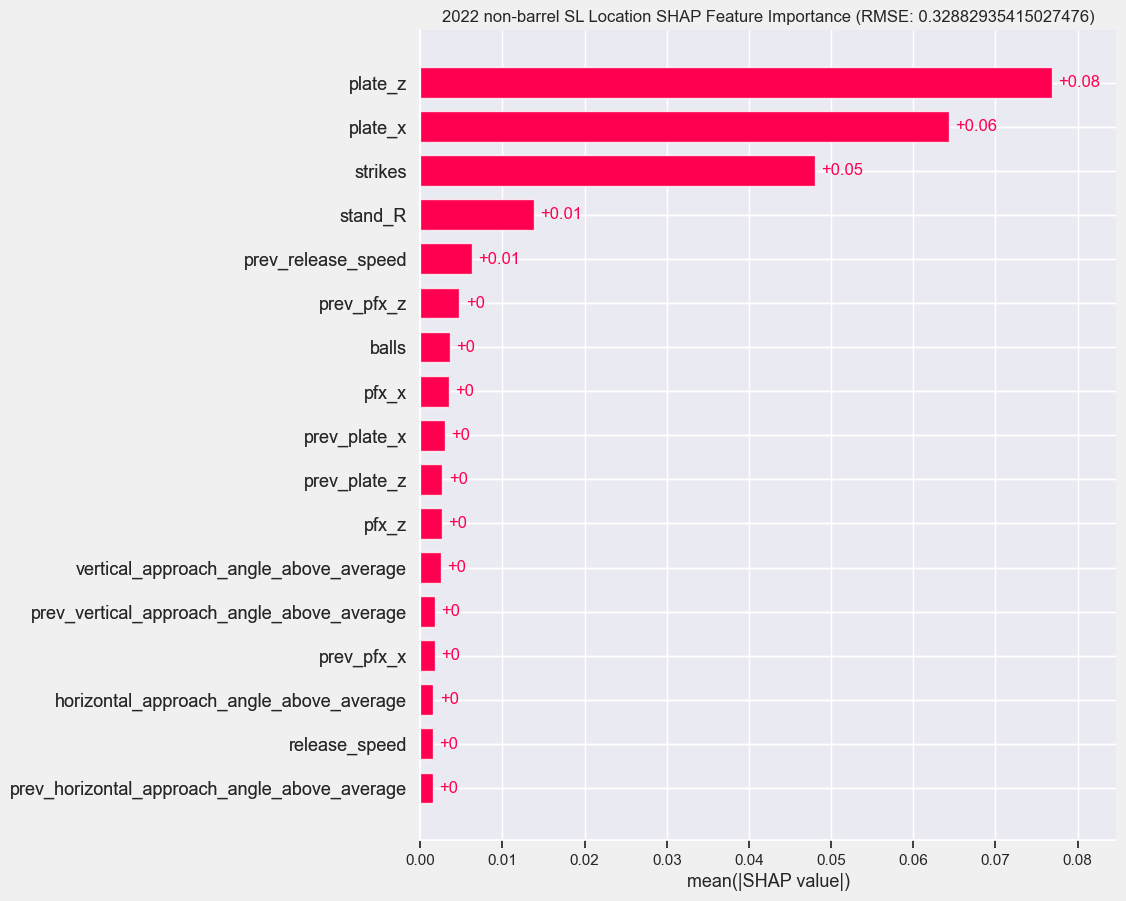 2022 non-barrel SL Location SHAP Feature Importance (RMSE: 0.32882935415027476)
plate_z +0.08
plate_x +0.06
strikes +0.05
stand_R +0.01
prev_release_speed +0.01
prev_pfx_z +0
balls +0
pfx_x +0
prev_plate_x +0
prev_plate_z +0
pfx_z +0
vertical_approach_angle_above_average +0
prev_vertical_approach_angle_above_average +0
prev_pfx_x +0
horizontal_approach_angle_above_average +0
release_speed +0
prev_horizontal_approach_angle_above_average +0
0.00 0.01 0.02 0.03 0.04 0.05 0.06 0.07 0.08
mean(|SHAP value|)